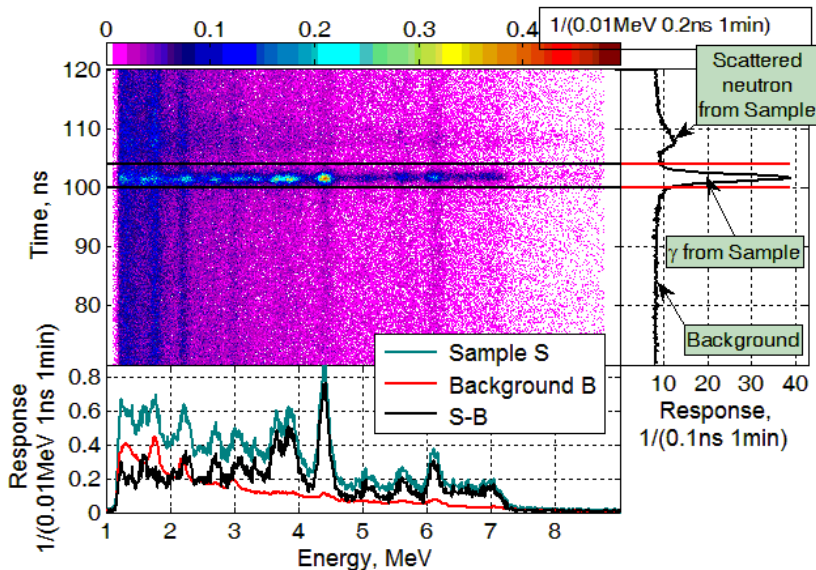 0 0.1 0.2 0.3 0.4
1/(0.01MeV 0.2ns 1min)
120
110
100
90
80
Time, ns
Scattered
neutron
from Sample
γ from Sample
Background
10 20 30 40
Response,
1/(0.1ns 1min)
Sample S
Background B
S-B
0.8
0.6
0.4
0.2
0
Response
1/(0.01MeV 1ns 1min)
1 2 3 4 5 6 7 8
Energy, MeV